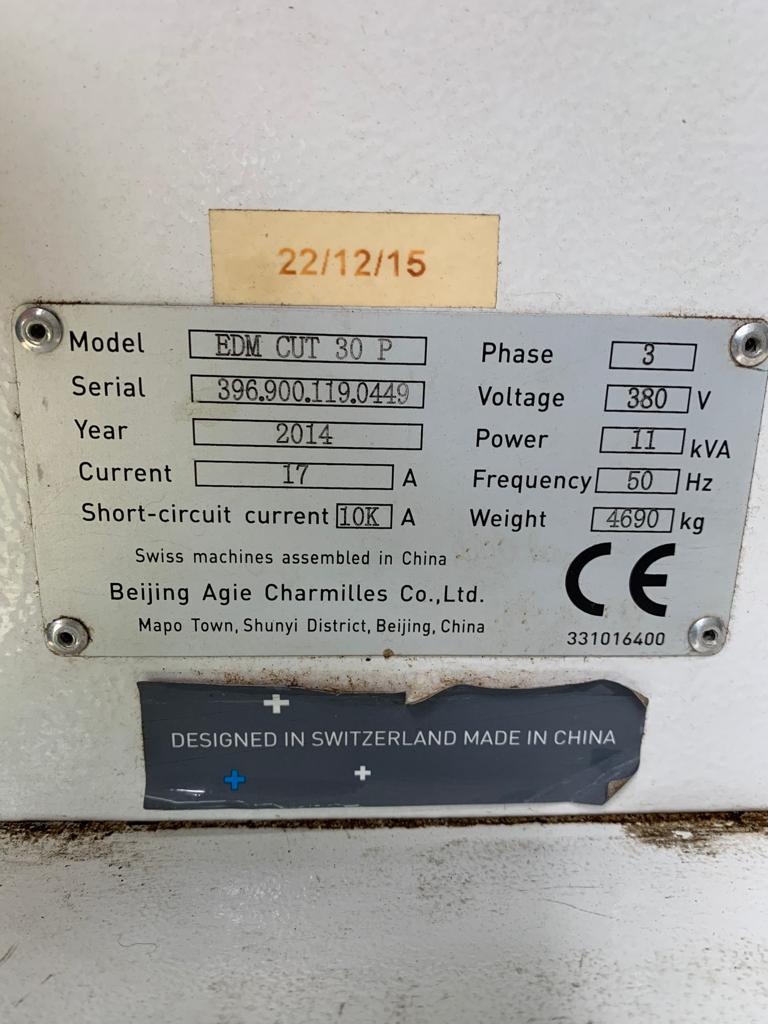 22/12/15
Model EDM CUT 30 P
Serial 396.900.119.0449
Year 2014
Current 17 A
Short-circuit current 10K A
Phase 3
Voltage 380 V
Power 11 kVA
Frequency 50 Hz
Weight 4690 kg
Swiss machines assembled in China
Beijing Agie Charmilles Co.,Ltd.
Mapo Town, Shunyi District, Beijing, China
CE
331016400
DESIGNED IN SWITZERLAND MADE IN CHINA